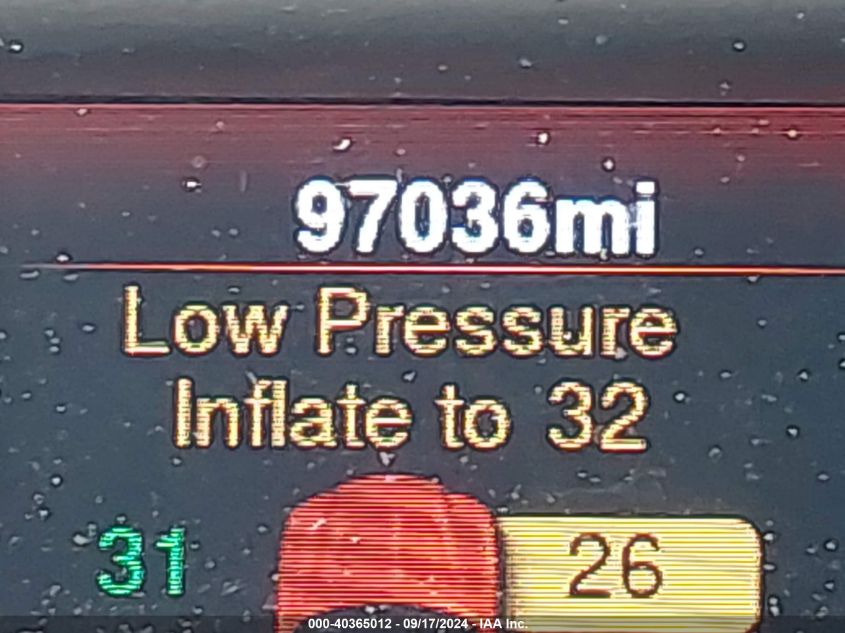 97036mi
Low Pressure
Inflate to 32
31 26
000-40365012 - 09/17/2024 - IAA Inc.